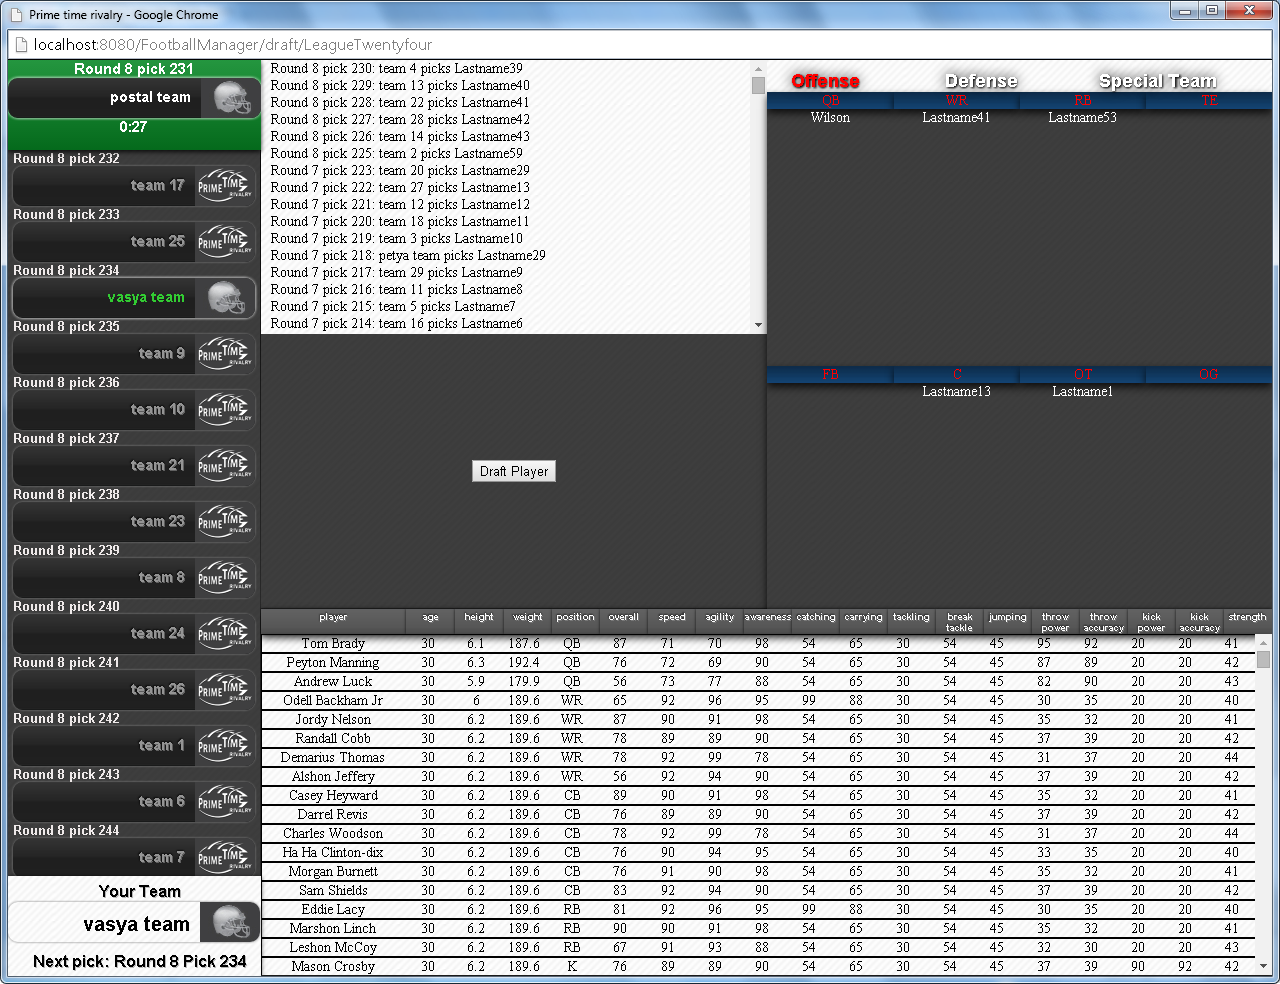 Prime time rivalry - Google Chrome
localhost:8080/FootballManager/draft/LeagueTwentyfour
Round 8 pick 231
postal team
0:27
Round 8 pick 232
team 17
PRIMETIME RIVALRY
Round 8 pick 233
team 25
PRIMETIME RIVALRY
Round 8 pick 234
vasya team
Round 8 pick 235
team 9
PRIMETIME RIVALRY
Round 8 pick 236
team 10
PRIMETIME RIVALRY
Round 8 pick 237
team 21
PRIMETIME RIVALRY
Round 8 pick 238
team 23
PRIMETIME RIVALRY
Round 8 pick 239
team 8
PRIMETIME RIVALRY
Round 8 pick 240
team 24
PRIMETIME RIVALRY
Round 8 pick 241
team 26
PRIMETIME RIVALRY
Round 8 pick 242
team 1
PRIMETIME RIVALRY
Round 8 pick 243
team 6
PRIMETIME RIVALRY
Round 8 pick 244
team 7
PRIMETIME RIVALRY
Your Team
vasya team
Next pick: Round 8 Pick 234
Round 8 pick 230: team 4 picks Lastname39
Round 8 pick 229: team 13 picks Lastname40
Round 8 pick 228: team 22 picks Lastname41
Round 8 pick 227: team 28 picks Lastname42
Round 8 pick 226: team 14 picks Lastname43
Round 8 pick 225: team 2 picks Lastname59
Round 7 pick 223: team 20 picks Lastname29
Round 7 pick 222: team 27 picks Lastname13
Round 7 pick 221: team 12 picks Lastname12
Round 7 pick 220: team 18 picks Lastname11
Round 7 pick 219: team 3 picks Lastname10
Round 7 pick 218: petya team picks Lastname29
Round 7 pick 217: team 29 picks Lastname9
Round 7 pick 216: team 11 picks Lastname8
Round 7 pick 215: team 5 picks Lastname7
Round 7 pick 214: team 16 picks Lastname6
Draft Player
Offense Defense Special Team
QB WR RB TE
Wilson Lastname41 Lastname53
FB C OT OG
Lastname13 Lastname1
player age height weight position overall speed agility awareness catching carrying tackling break tackle jumping throw power throw accuracy kick power kick accuracy strength
Tom Brady 30 6.1 187.6 QB 87 71 70 98 54 65 30 54 45 95 92 20 20 41
Peyton Manning 30 6.3 192.4 QB 76 72 69 90 54 65 30 54 45 87 89 20 20 42
Andrew Luck 30 5.9 179.9 QB 56 73 77 88 54 65 30 54 45 82 90 20 20 43
Odell Backham Jr 30 6 189.6 WR 65 92 96 95 99 88 30 54 45 30 35 20 20 40
Jordy Nelson 30 6.2 189.6 WR 87 90 91 98 54 65 30 54 45 35 32 20 20 41
Randall Cobb 30 6.2 189.6 WR 78 89 89 90 54 65 30 54 45 37 39 20 20 42
Demarius Thomas 30 6.2 189.6 WR 78 92 99 78 54 65 30 54 45 31 37 20 20 44
Alshon Jeffery 30 6.2 189.6 WR 56 92 94 90 54 65 30 54 45 37 39 20 20 42
Casey Heyward 30 6.2 189.6 CB 89 90 91 98 54 65 30 54 45 35 32 20 20 41
Darrel Revis 30 6.2 189.6 CB 76 89 89 90 54 65 30 54 45 37 39 20 20 42
Charles Woodson 30 6.2 189.6 CB 78 92 99 78 54 65 30 54 45 31 37 20 20 44
Ha Ha Clinton-dix 30 6.2 189.6 CB 76 90 94 95 54 65 30 54 45 33 35 20 20 40
Morgan Burnett 30 6.2 189.6 CB 76 91 90 98 54 65 30 54 45 35 32 20 20 41
Sam Shields 30 6.2 189.6 CB 83 92 94 90 54 65 30 54 45 37 39 20 20 42
Eddie Lacy 30 6.2 189.6 RB 81 92 96 95 99 88 30 54 45 30 35 20 20 40
Marshon Linch 30 6.2 189.6 RB 90 90 91 98 54 65 30 54 45 35 32 20 20 41
Leshon McCoy 30 6.2 189.6 RB 67 91 93 88 54 65 30 54 45 32 30 20 20 43
Mason Crosby 30 6.2 189.6 K 76 89 89 90 54 65 30 54 45 37 39 90 92 42